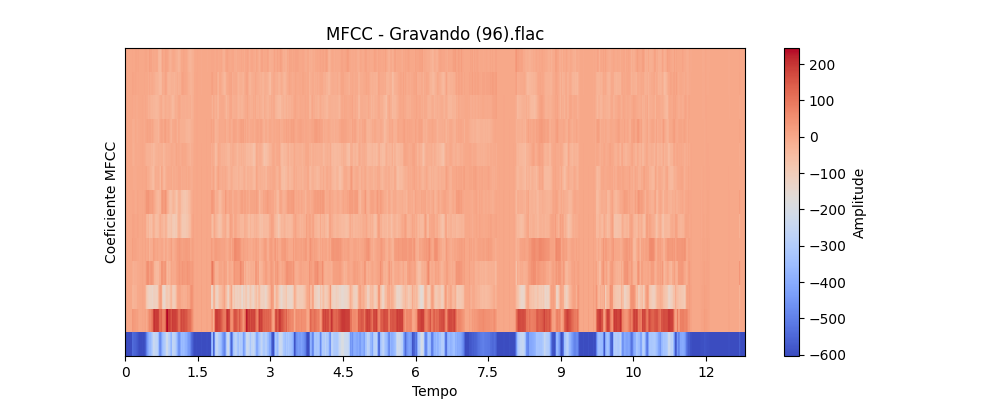 MFCC - Gravando (96).flac
Coeficiente MFCC
0 1.5 3 4.5 6 7.5 9 10 12
Tempo
200
100
0
−100
−200
−300
−400
−500
−600
Amplitude